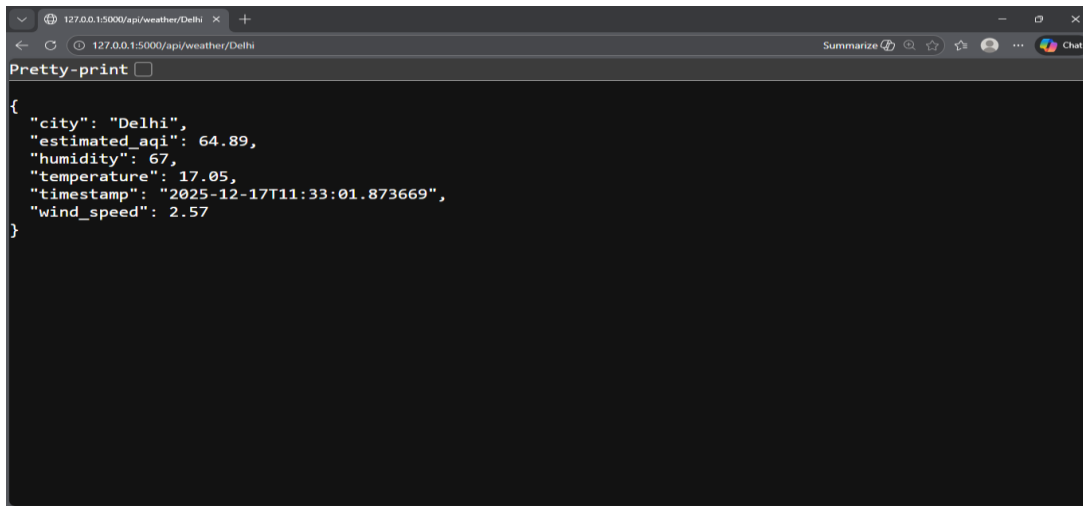 127.0.0.1:5000/api/weather/Delhi
127.0.0.1:5000/api/weather/Delhi Summarize Chat
Pretty-print
{
"city": "Delhi",
"estimated_aqi": 64.89,
"humidity": 67,
"temperature": 17.05,
"timestamp": "2025-12-17T11:33:01.873669",
"wind_speed": 2.57
}